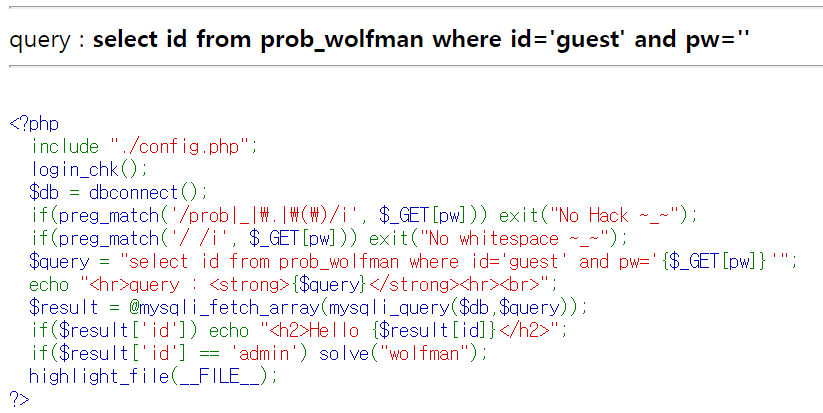 query : select id from prob_wolfman where id='guest' and pw=''
<?php
  include "./config.php";
  login_chk();
  $db = dbconnect();
  if(preg_match('/prob|_|₩.|₩(₩)/i', $_GET[pw])) exit("No Hack ~_~");
  if(preg_match('/ /i', $_GET[pw])) exit("No whitespace ~_~");
  $query = "select id from prob_wolfman where id='guest' and pw='{$_GET[pw]}'";
  echo "<hr>query : <strong>{$query}</strong><hr><br>";
  $result = @mysqli_fetch_array(mysqli_query($db,$query));
  if($result['id']) echo "<h2>Hello {$result[id]}</h2>";
  if($result['id'] == 'admin') solve("wolfman");
  highlight_file(__FILE__);
?>